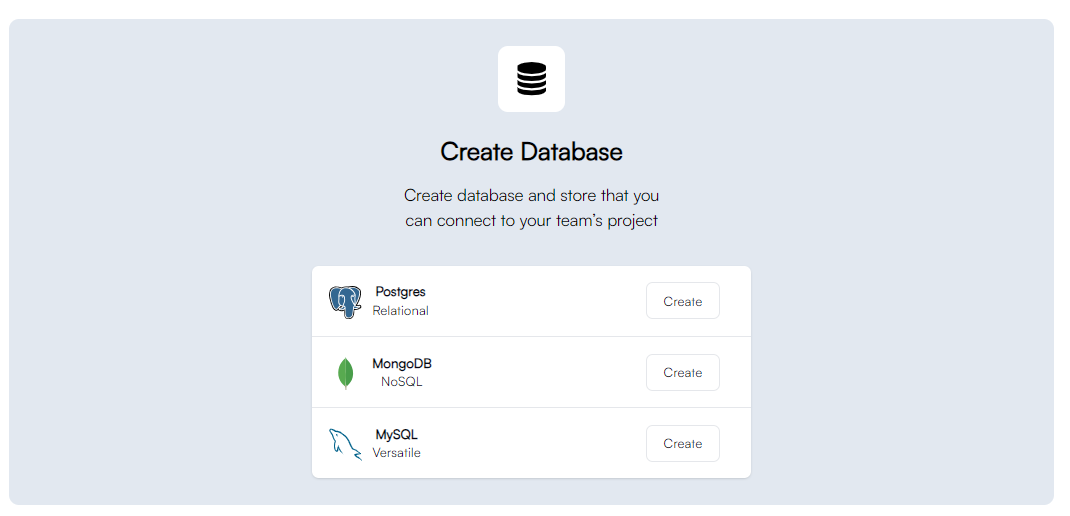 Create Database
Create database and store that you
can connect to your team’s project
Postgres
Relational
Create
MongoDB
NoSQL
Create
MySQL
Versatile
Create